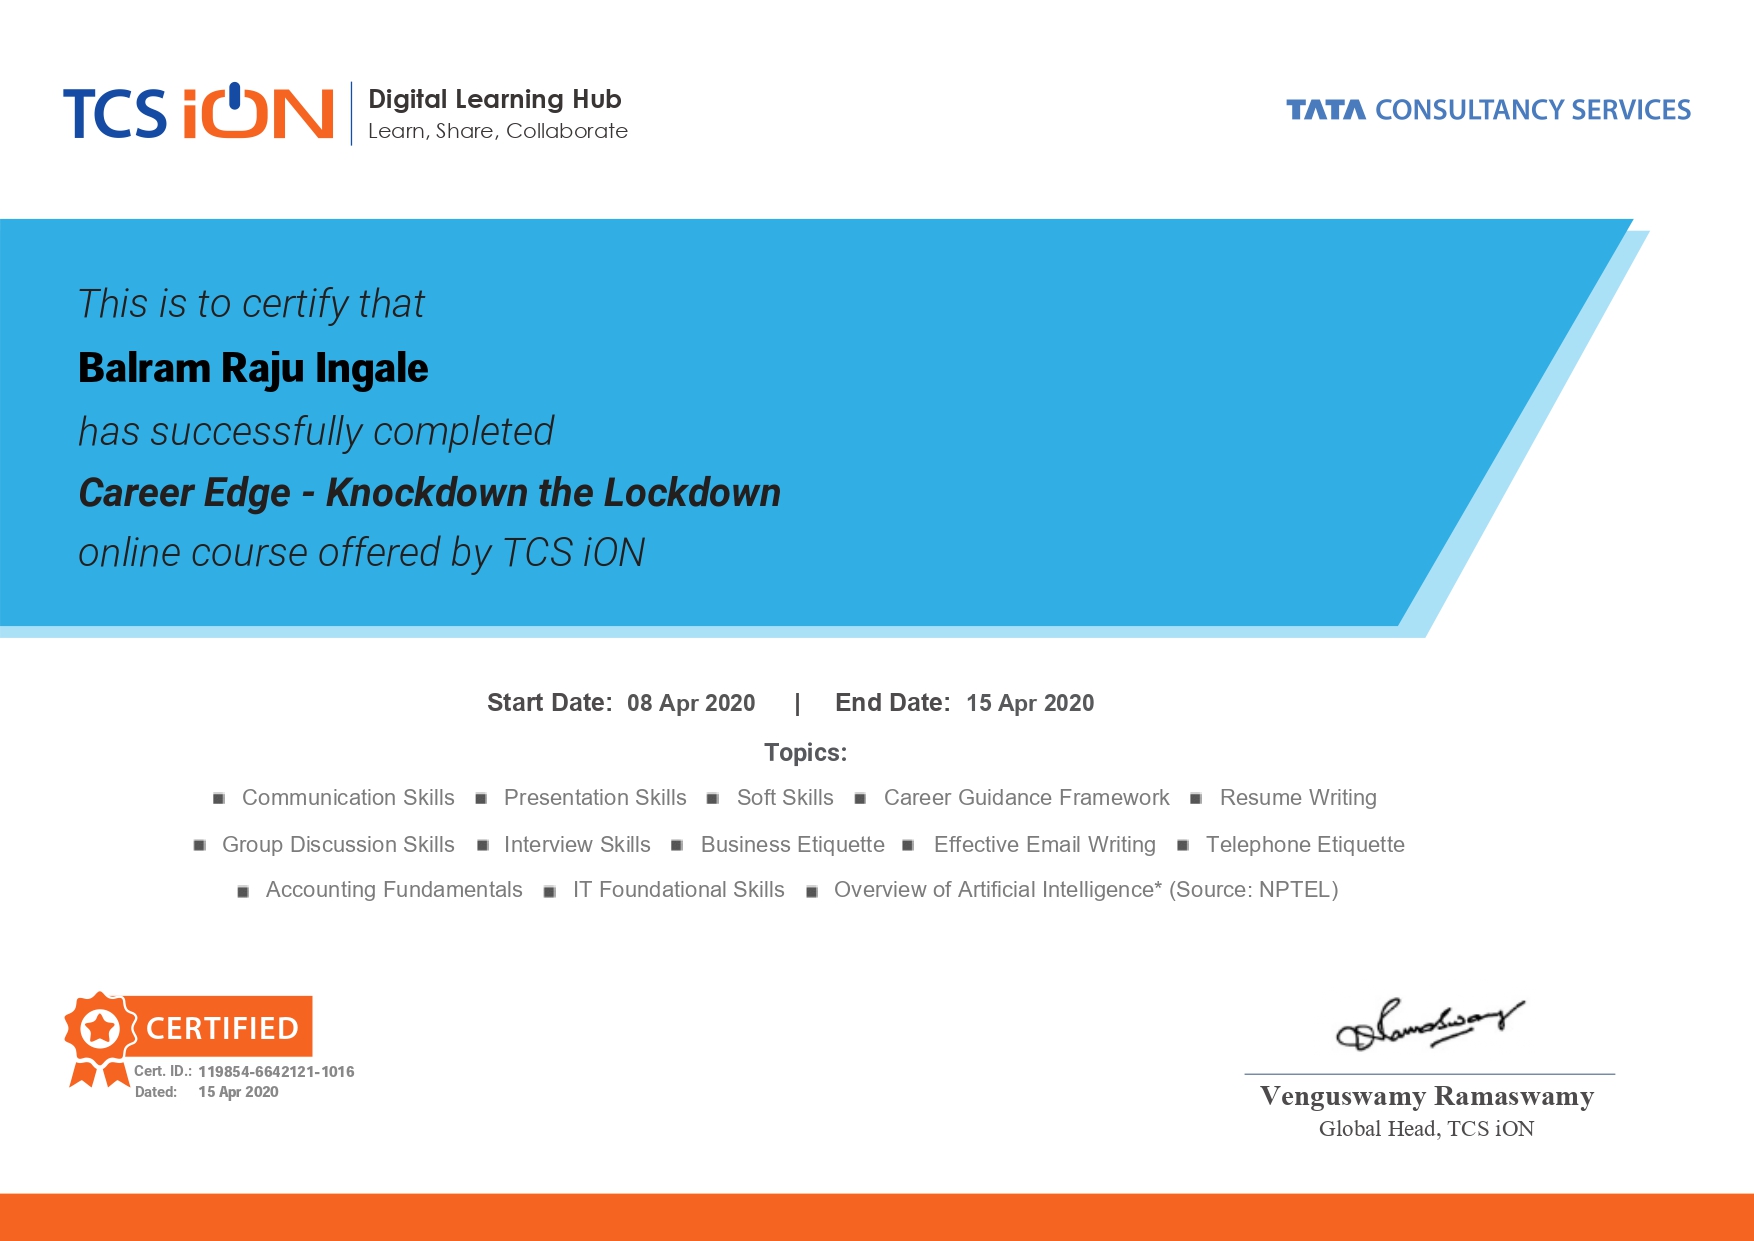 TCS iON
Digital Learning Hub
Learn, Share, Collaborate
TATA CONSULTANCY SERVICES
This is to certify that
Balram Raju Ingale
has successfully completed
Career Edge - Knockdown the Lockdown
online course offered by TCS iON
Start Date: 08 Apr 2020 | End Date: 15 Apr 2020
Topics:
▪ Communication Skills ▪ Presentation Skills ▪ Soft Skills ▪ Career Guidance Framework ▪ Resume Writing
▪ Group Discussion Skills ▪ Interview Skills ▪ Business Etiquette ▪ Effective Email Writing ▪ Telephone Etiquette
▪ Accounting Fundamentals ▪ IT Foundational Skills ▪ Overview of Artificial Intelligence* (Source: NPTEL)
CERTIFIED
Cert. ID.: 119854-6642121-1016
Dated: 15 Apr 2020
Ramaswamy
Venguswamy Ramaswamy
Global Head, TCS iON